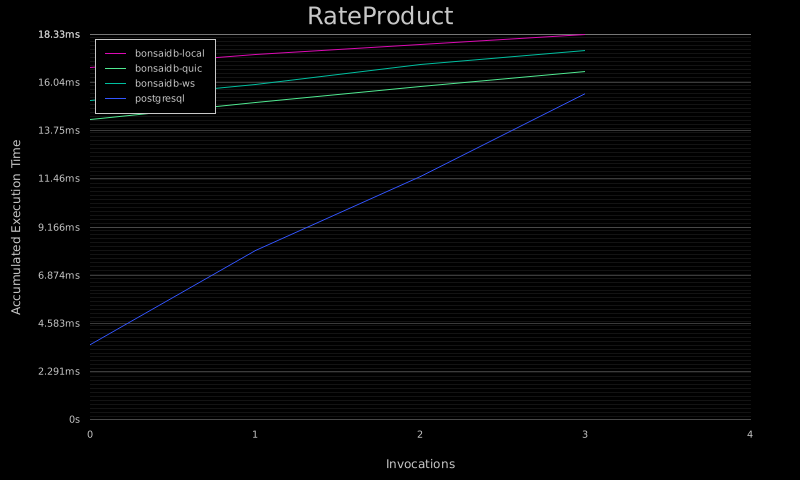 RateProduct
18.33ms
bonsaidb-local
bonsaidb-quic
bonsaidb-ws
postgresql
16.04ms
13.75ms
11.46ms
9.166ms
6.874ms
4.583ms
2.291ms
0s
Accumulated Execution Time
0 1 2 3 4
Invocations